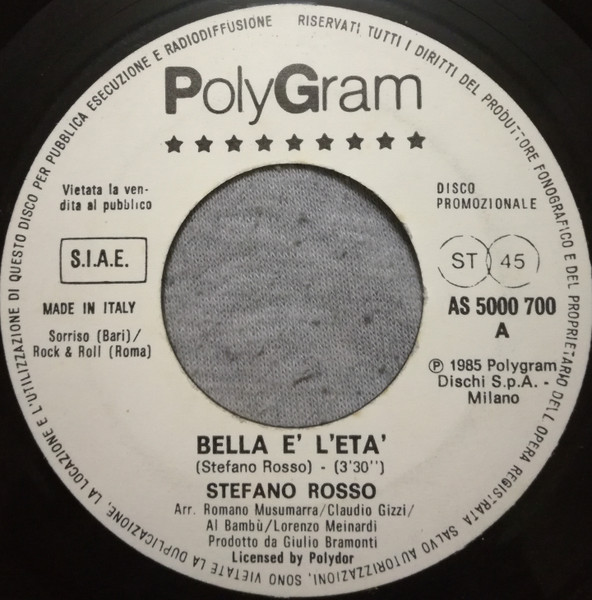 RISERVATI TUTTI I DIRITTI DEL PRODUTTORE FONOGRAFICO E DEL PROPRIETARIO DELL'OPERA REGISTRATA SALVO AUTORIZZAZIONI, SONO VIETATE LA DUPLICAZIONE, LA LOCAZIONE E L'UTILIZZAZIONE DI QUESTO DISCO PER PUBBLICA ESECUZIONE E RADIODIFFUSIONE
PolyGram
Vietata la ven-
dita al pubblico
DISCO
PROMOZIONALE
S.I.A.E.
ST 45
MADE IN ITALY
AS 5000 700
A
Sorriso (Bari)/
Rock & Roll (Roma)
℗ 1985 Polygram
Dischi S.p.A. -
Milano
BELLA E' L'ETA'
(Stefano Rosso) - (3'30'')
STEFANO ROSSO
Arr. Romano Musumarra/Claudio Gizzi/
Al Bambù/Lorenzo Meinardi
Prodotto da Giulio Bramonti
Licensed by Polydor